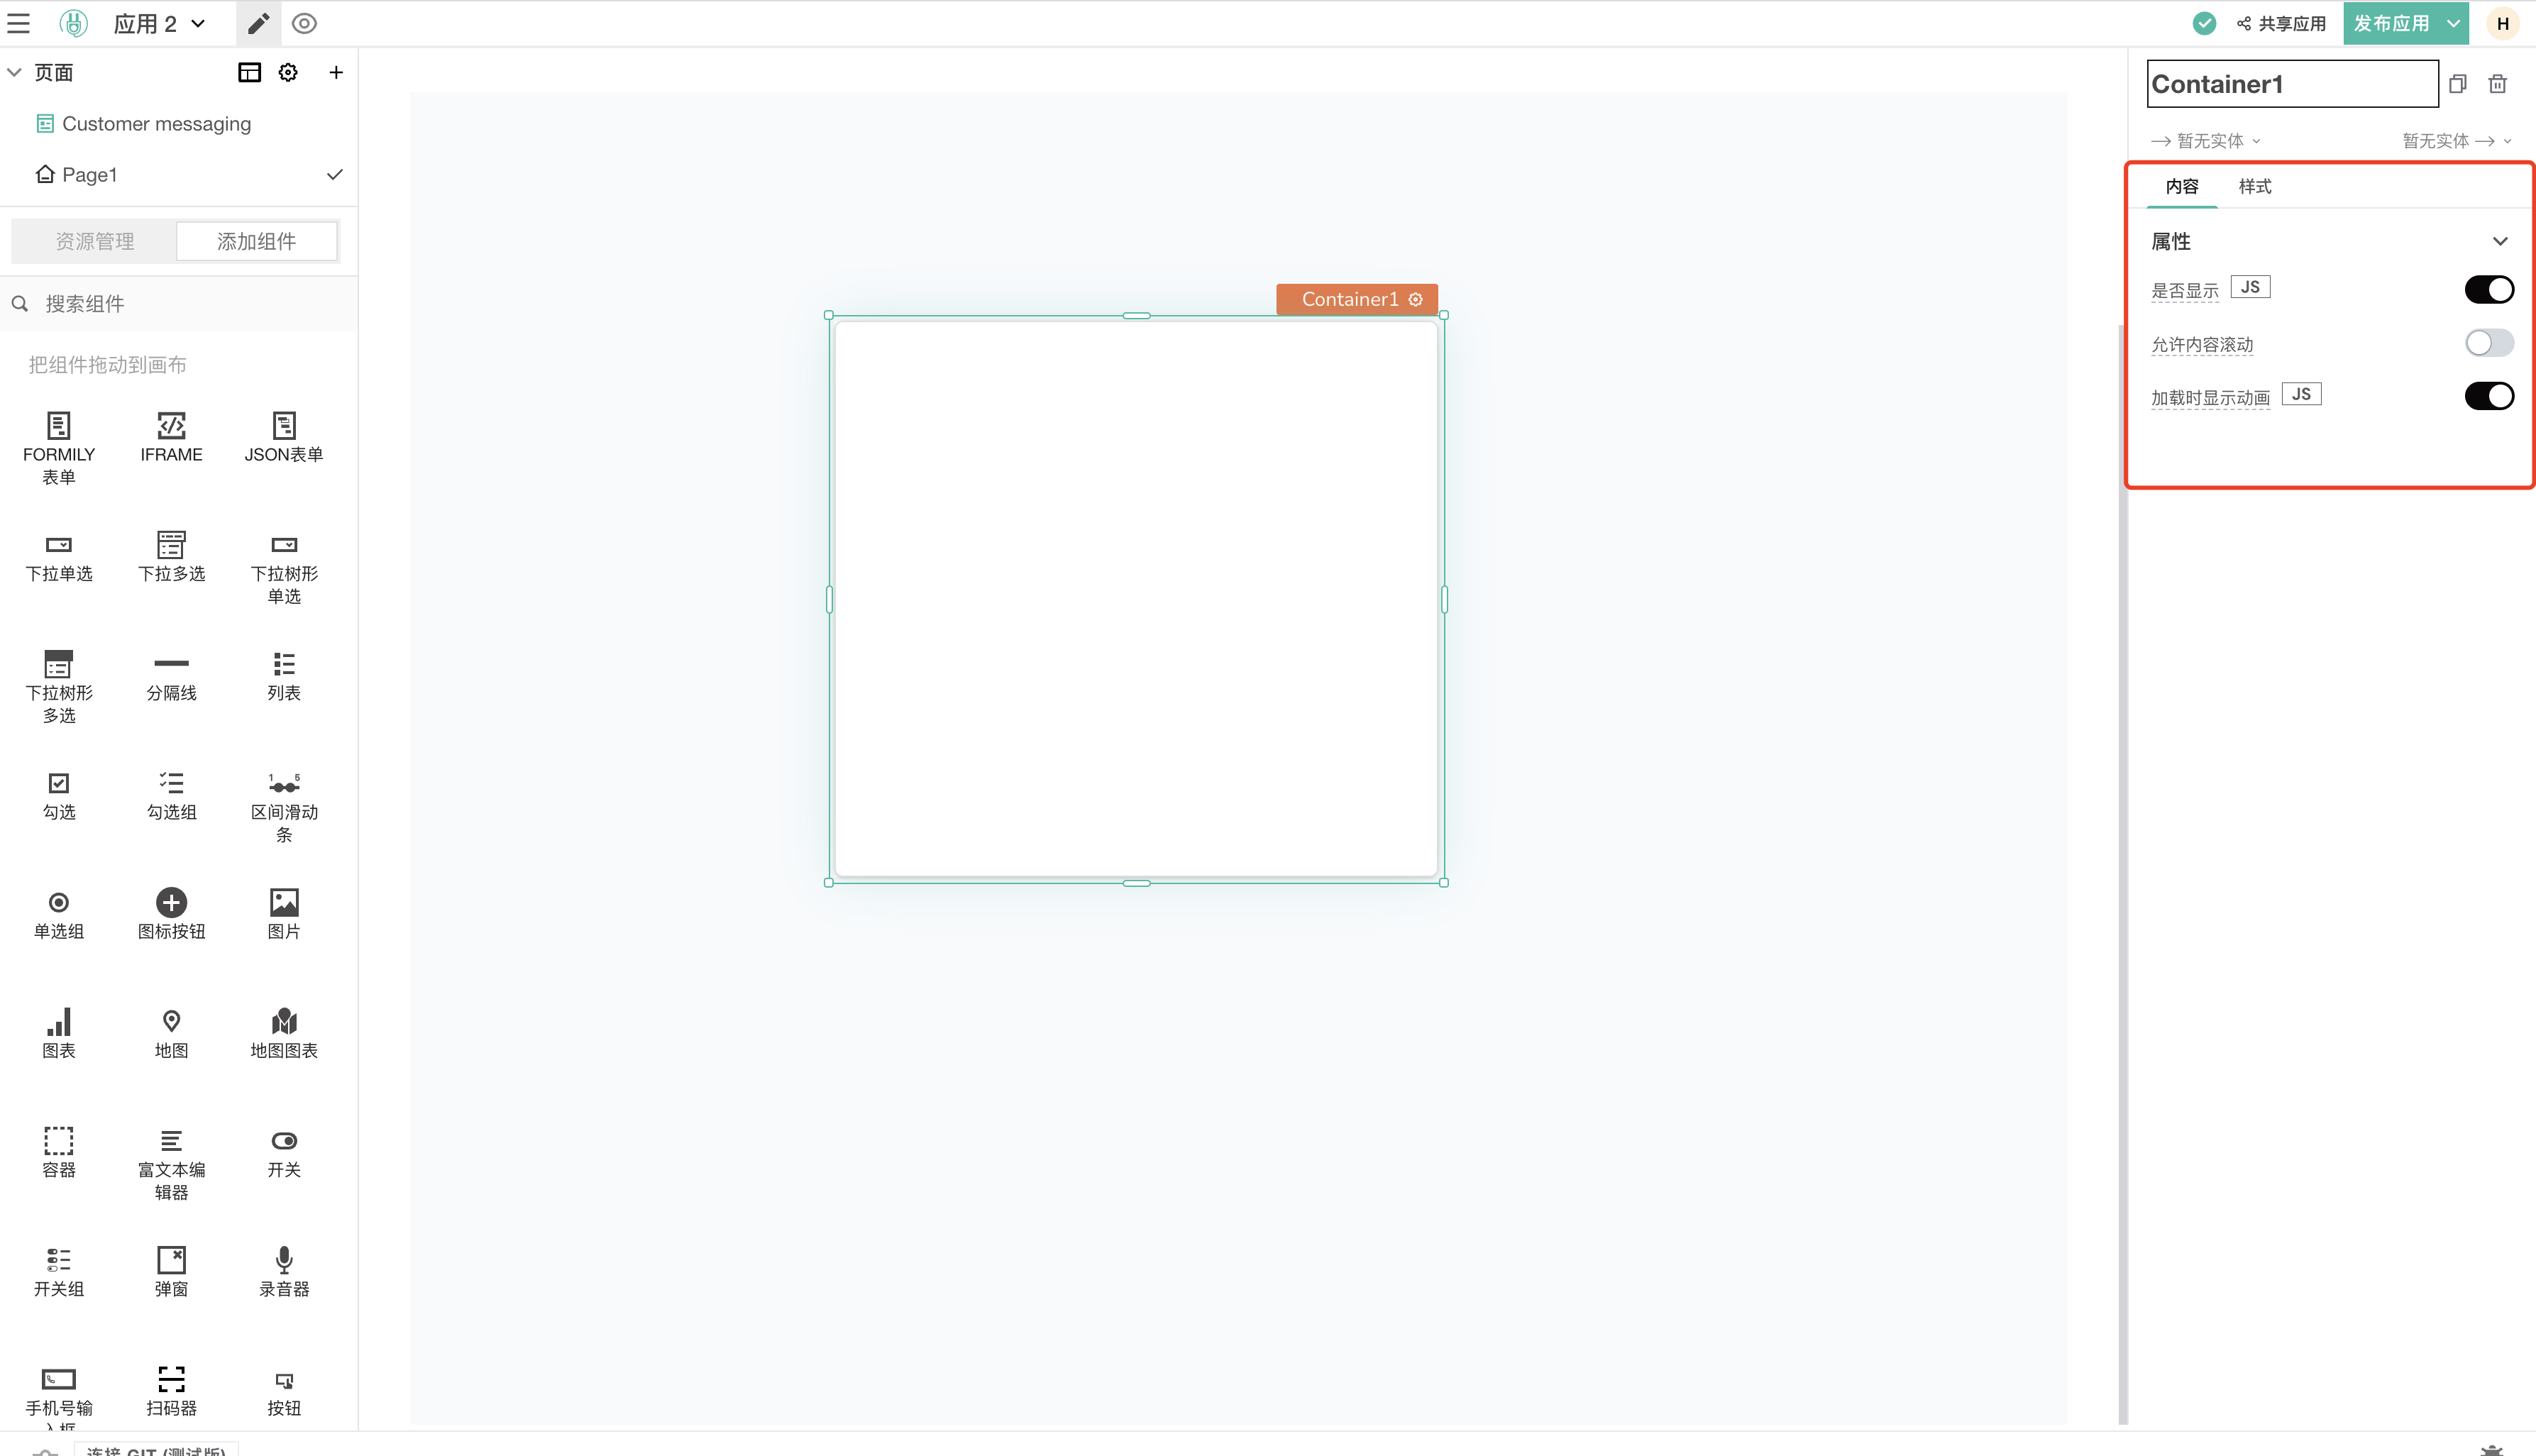 应用 2
共享应用
发布应用
H
页面
Customer messaging
Page1
资源管理
添加组件
搜索组件
把组件拖动到画布
FORMILY
表单
IFRAME
JSON表单
下拉单选
下拉多选
下拉树形
单选
下拉树形
多选
分隔线
列表
勾选
勾选组
1 5
区间滑动
条
单选组
图标按钮
图片
图表
地图
地图图表
容器
富文本编
辑器
开关
开关组
弹窗
录音器
手机号输
入框
扫码器
按钮
连接 GIT (测试版)
Container1
Container1
暂无实体
暂无实体
内容
样式
属性
是否显示 JS
允许内容滚动
加载时显示动画 JS